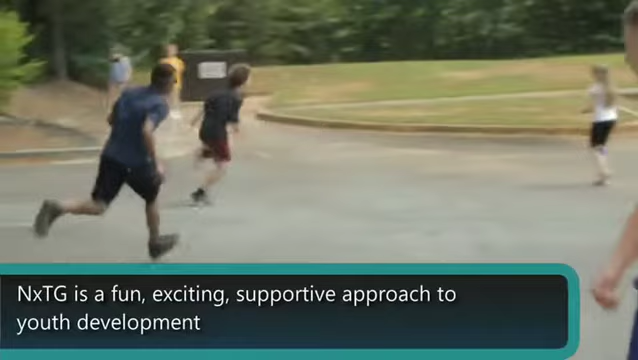 NxTG is a fun, exciting, supportive approach to
youth development